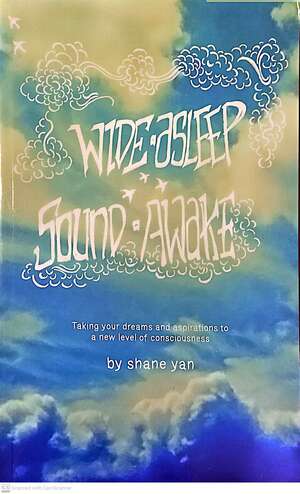 WIDE·ASLEEP
SOUND·AWAKE
Taking your dreams and aspirations to
a new level of consciousness
by shane yan